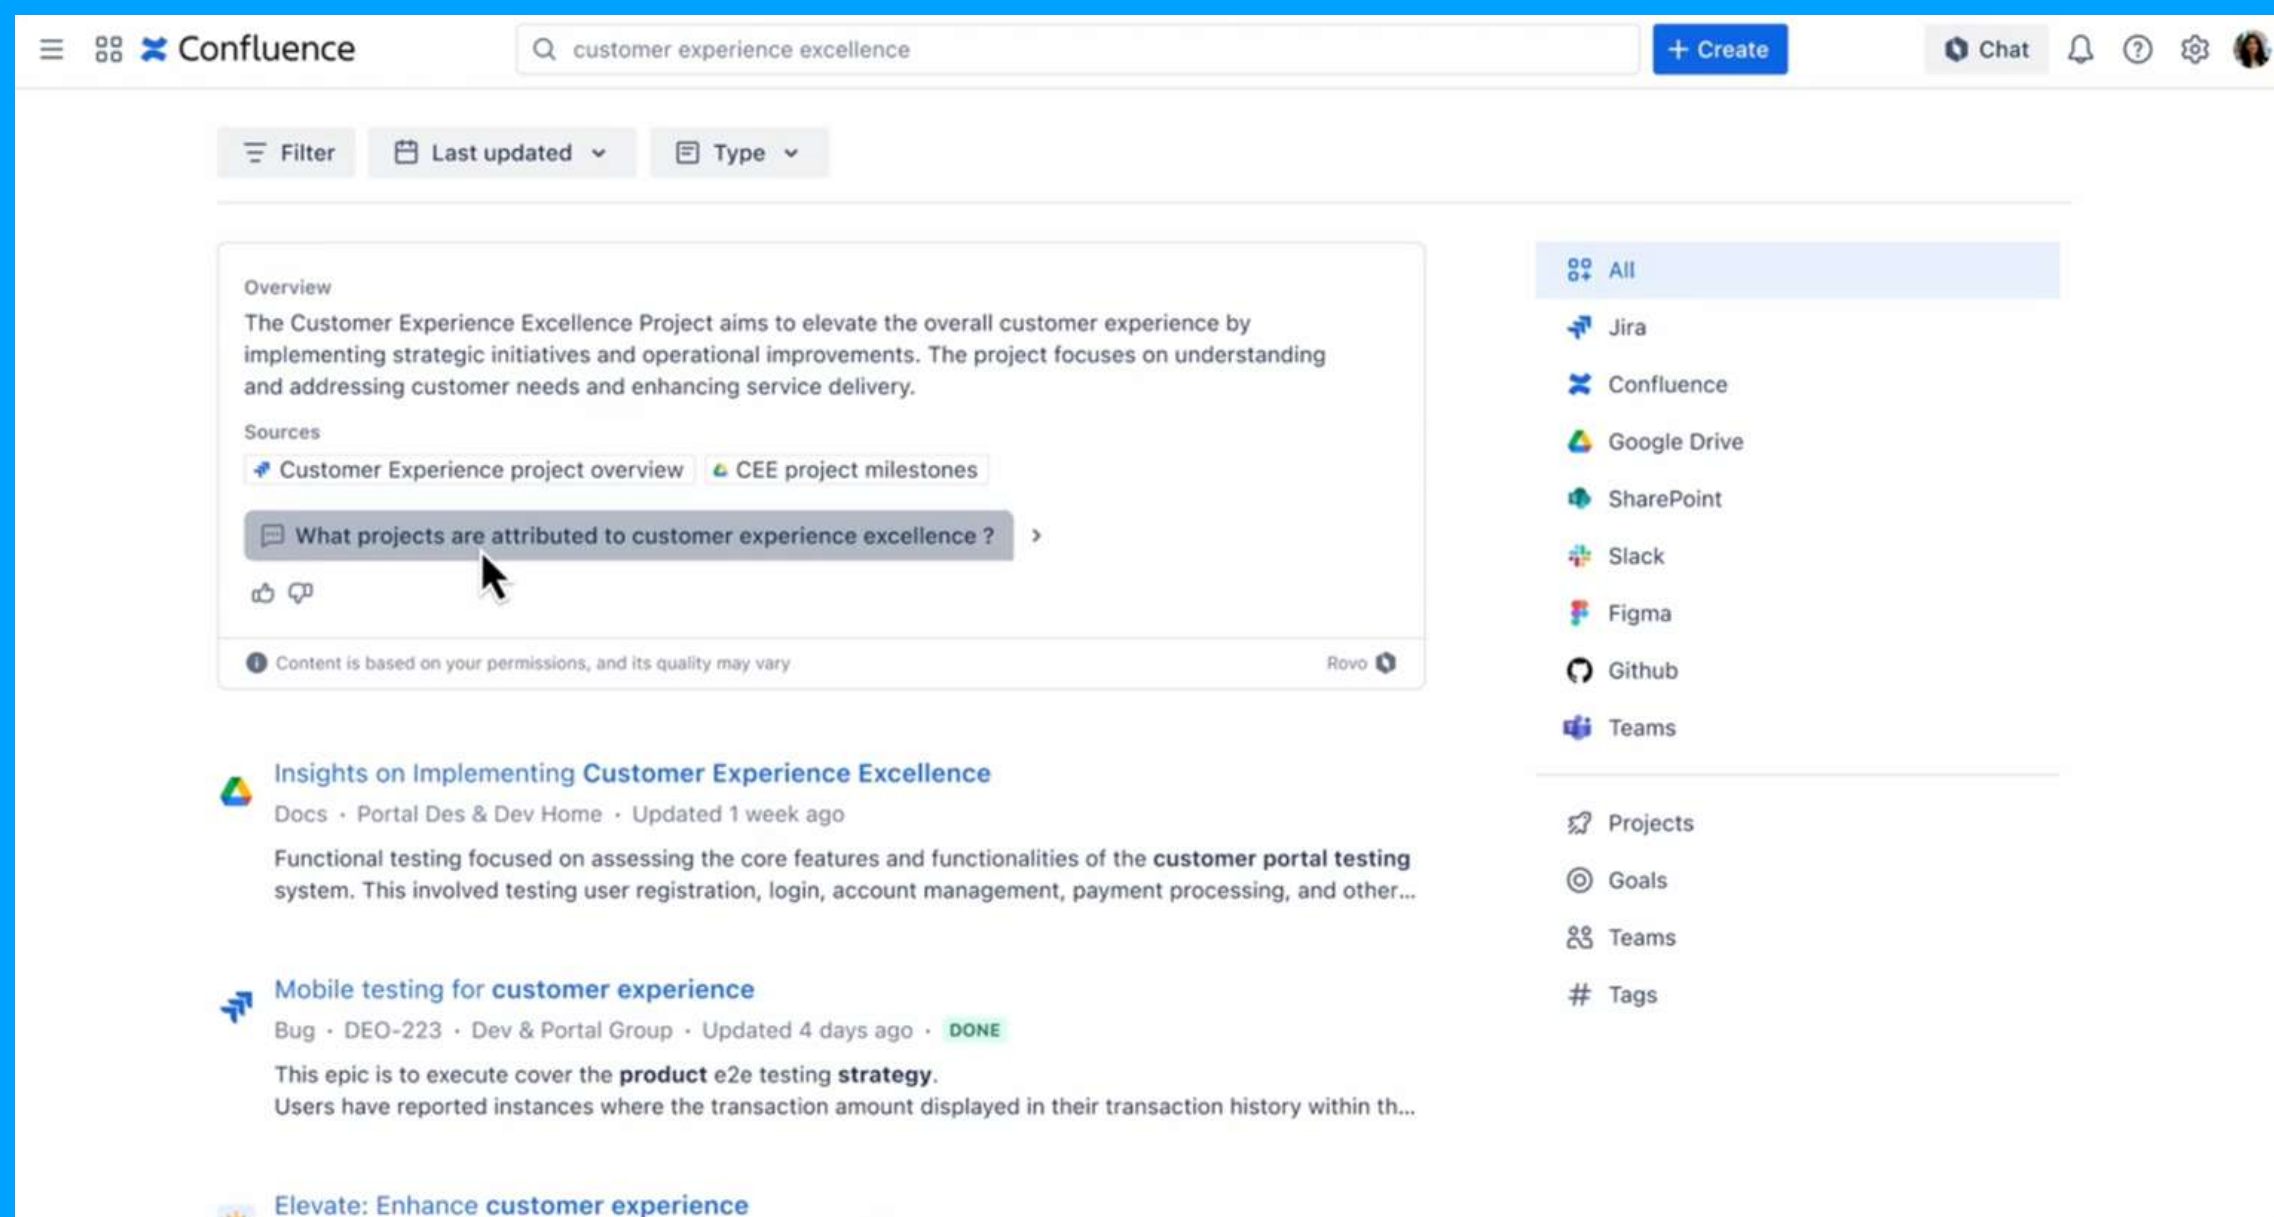 Confluence
customer experience excellence
+ Create
Chat
Filter
Last updated
Type
Overview
The Customer Experience Excellence Project aims to elevate the overall customer experience by
implementing strategic initiatives and operational improvements. The project focuses on understanding
and addressing customer needs and enhancing service delivery.
Sources
Customer Experience project overview
CEE project milestones
What projects are attributed to customer experience excellence ?
Content is based on your permissions, and its quality may vary
Rovo
Insights on Implementing Customer Experience Excellence
Docs · Portal Des & Dev Home · Updated 1 week ago
Functional testing focused on assessing the core features and functionalities of the customer portal testing
system. This involved testing user registration, login, account management, payment processing, and other...
Mobile testing for customer experience
Bug · DEO-223 · Dev & Portal Group · Updated 4 days ago · DONE
This epic is to execute cover the product e2e testing strategy.
Users have reported instances where the transaction amount displayed in their transaction history within th...
Elevate: Enhance customer experience
All
Jira
Confluence
Google Drive
SharePoint
Slack
Figma
Github
Teams
Projects
Goals
Teams
Tags